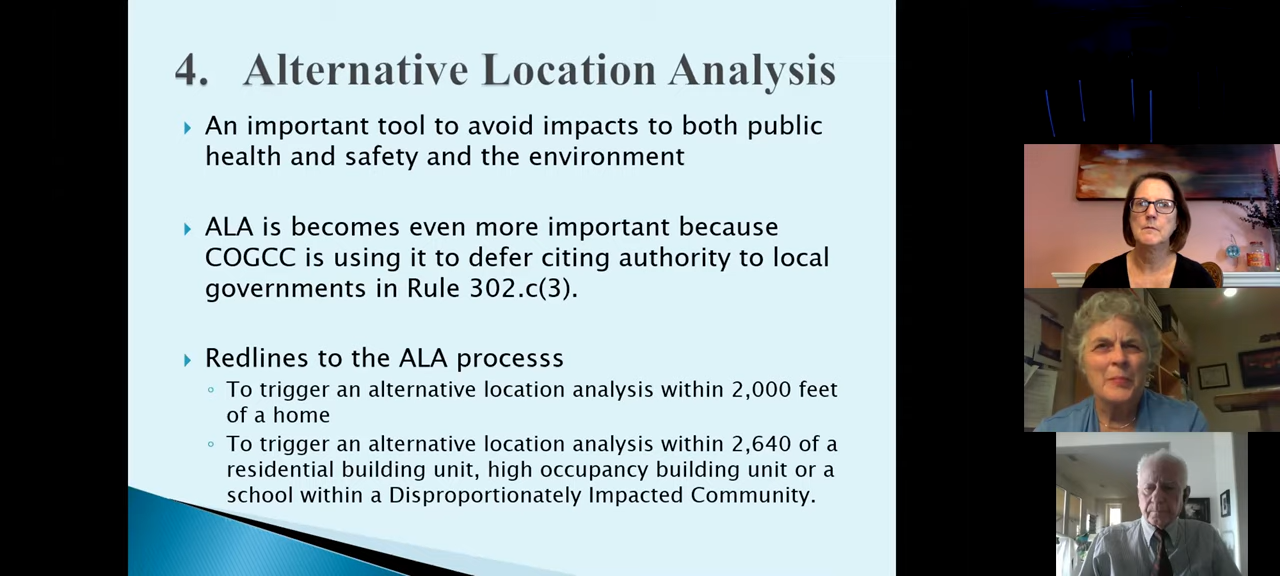 4. Alternative Location Analysis
An important tool to avoid impacts to both public
health and safety and the environment
ALA is becomes even more important because
COGCC is using it to defer citing authority to local
governments in Rule 302.c(3).
Redlines to the ALA processs
To trigger an alternative location analysis within 2,000 feet
of a home
To trigger an alternative location analysis within 2,640 of a
residential building unit, high occupancy building unit or a
school within a Disproportionately Impacted Community.